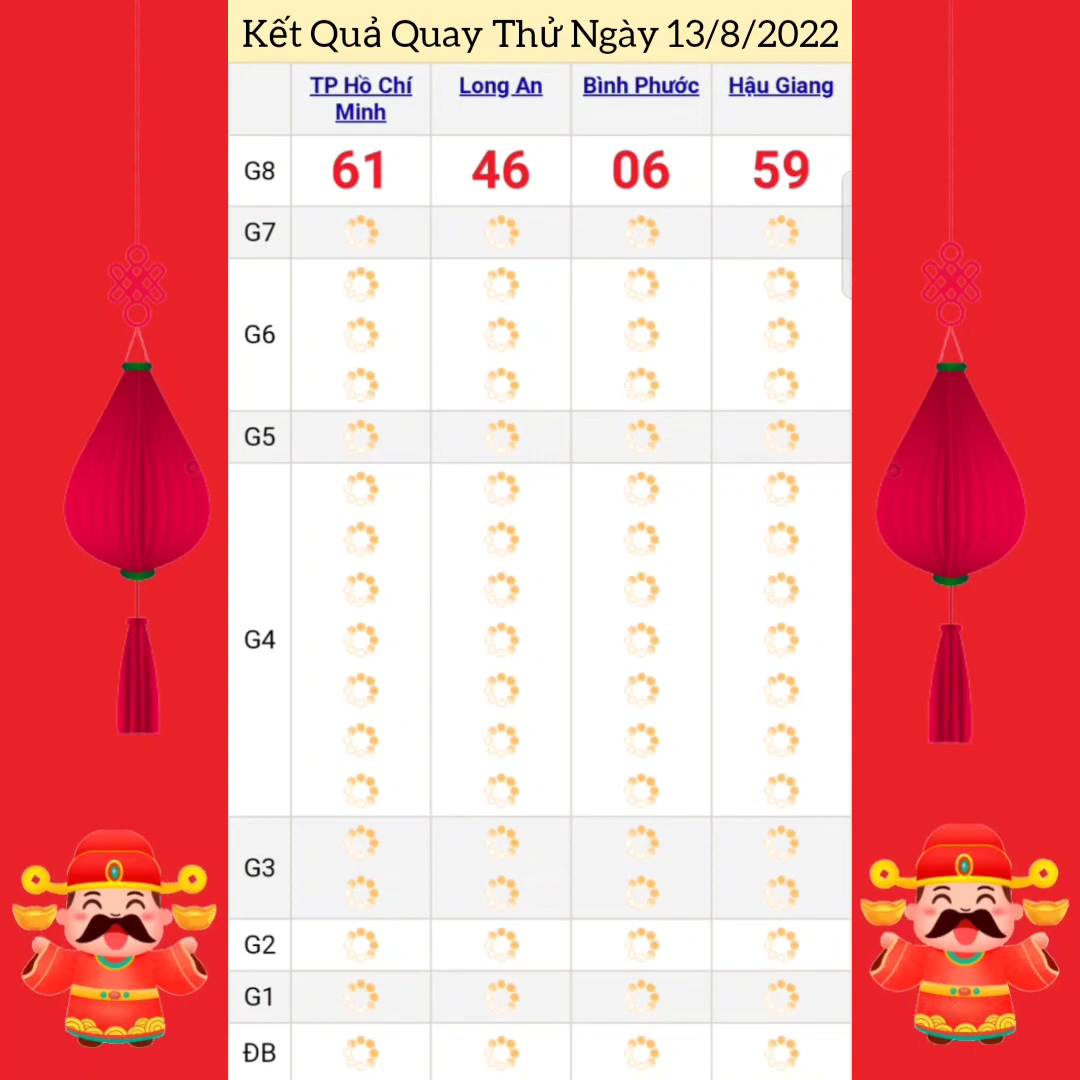 Kết Quả Quay Thử Ngày 13/8/2022
TP Hồ Chí Minh Long An Bình Phước Hậu Giang
G8 61 46 06 59
G7
G6
G5
G4
G3
G2
G1
ĐB